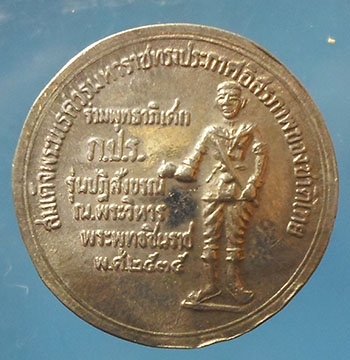 สมเด็จพระนเรศวรมหาราชทรงประกาศอิสรภาพของชาติไทย
ร่วมพุทธาภิเศก
ภ.ปร.
รุ่นปฏิสังขรณ์
ณ.พระวิหาร
พระพุทธชินราช
พ.ศ.๒๕๓๕